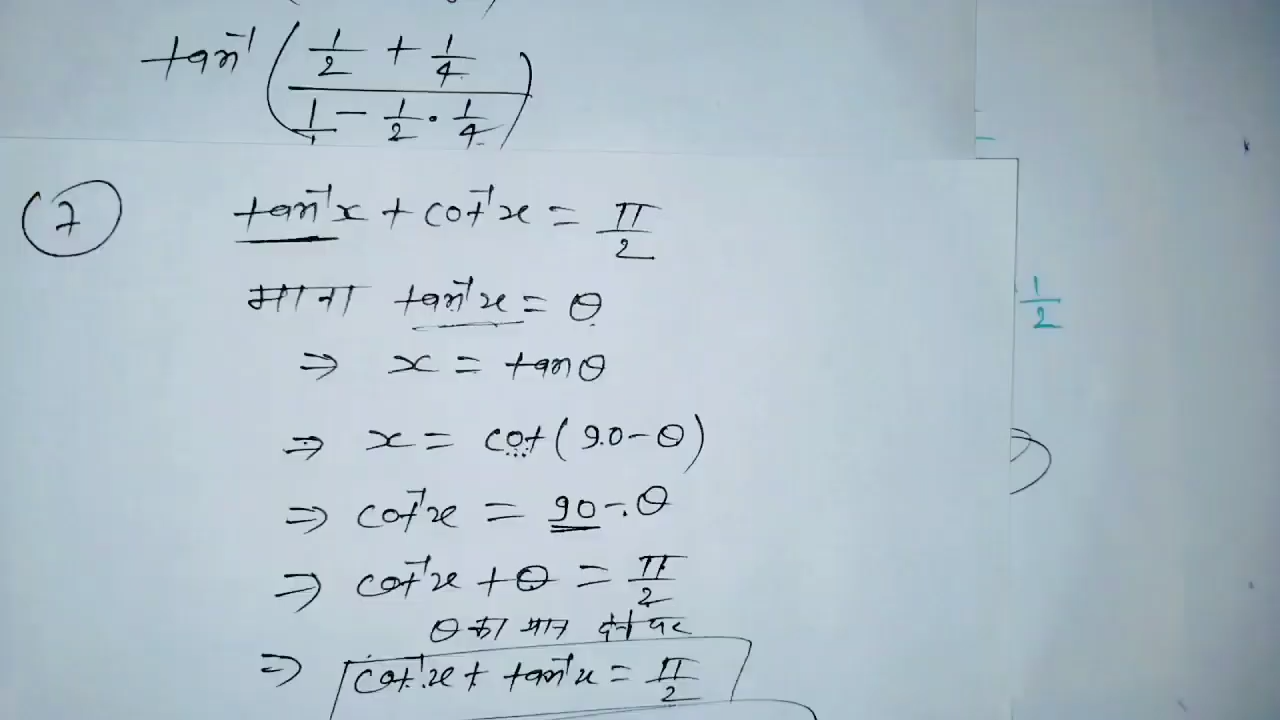 tan⁻¹ ( (1/2 + 1/4) / (1/1 − 1/2 · 1/4) )
(7) tan⁻¹x + cot⁻¹x = π/2
माना tan⁻¹x = θ
1/2
⇒ x = tanθ
⇒ x = cot(90−θ)
⇒ cot⁻¹x = 90−θ
⇒ cot⁻¹x + θ = π/2
θ का मान देने पर
⇒ cot⁻¹x + tan⁻¹x = π/2